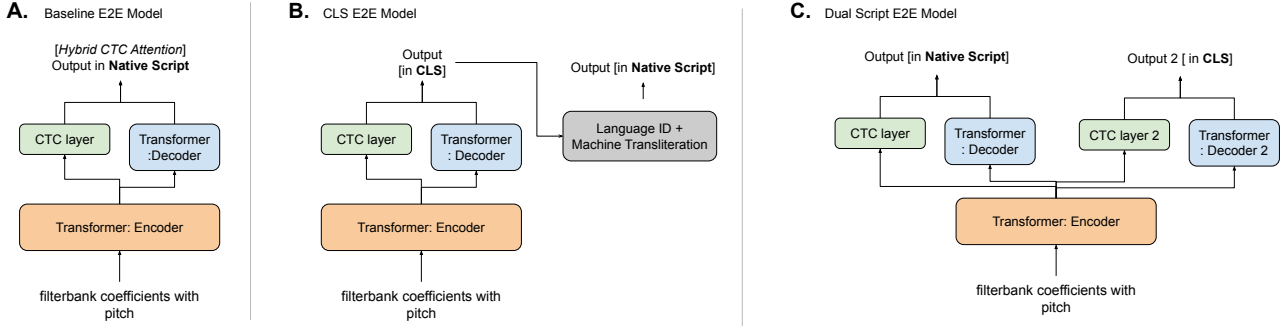 A. Baseline E2E Model
[Hybrid CTC Attention]
Output in Native Script
CTC layer
Transformer
:Decoder
Transformer: Encoder
filterbank coefficients with
pitch
B. CLS E2E Model
Output
[in CLS]
Output [in Native Script]
CTC layer
Transformer
: Decoder
Language ID +
Machine Transliteration
Transformer: Encoder
filterbank coefficients with
pitch
C. Dual Script E2E Model
Output [in Native Script]
Output 2 [ in CLS]
CTC layer
Transformer
: Decoder
CTC layer 2
Transformer
: Decoder 2
Transformer: Encoder
filterbank coefficients with
pitch